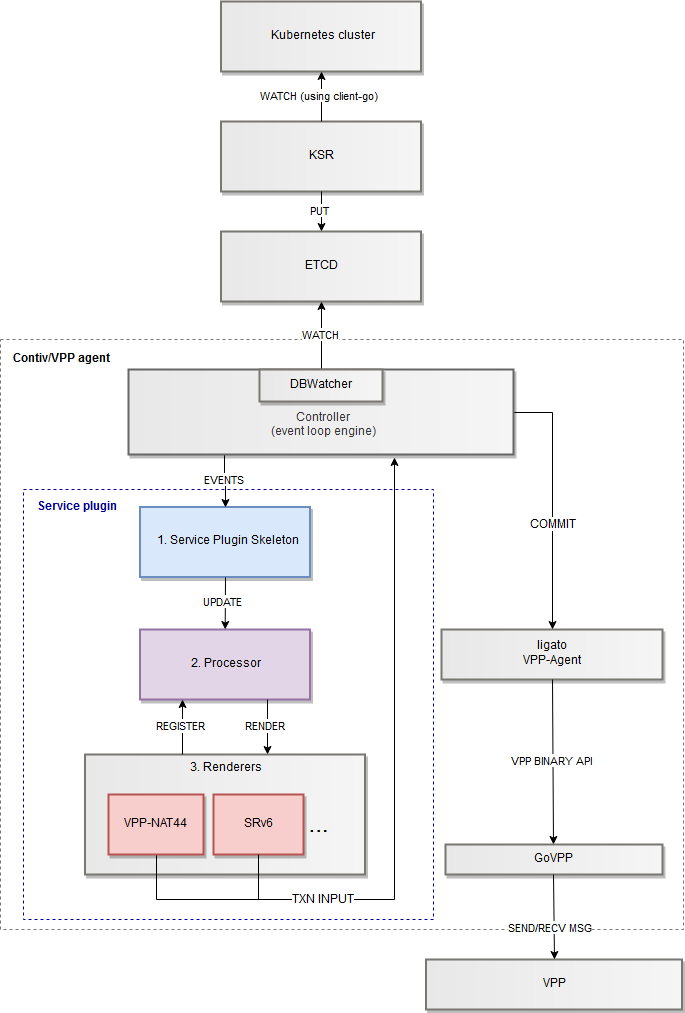 Kubernetes cluster
WATCH (using client-go)
KSR
PUT
ETCD
WATCH
Contiv/VPP agent
DBWatcher
Controller
(event loop engine)
EVENTS
Service plugin
1. Service Plugin Skeleton
COMMIT
UPDATE
ligato
VPP-Agent
2. Processor
REGISTER
RENDER
VPP BINARY API
3. Renderers
VPP-NAT44
SRv6
...
GoVPP
TXN INPUT
SEND/RECV MSG
VPP